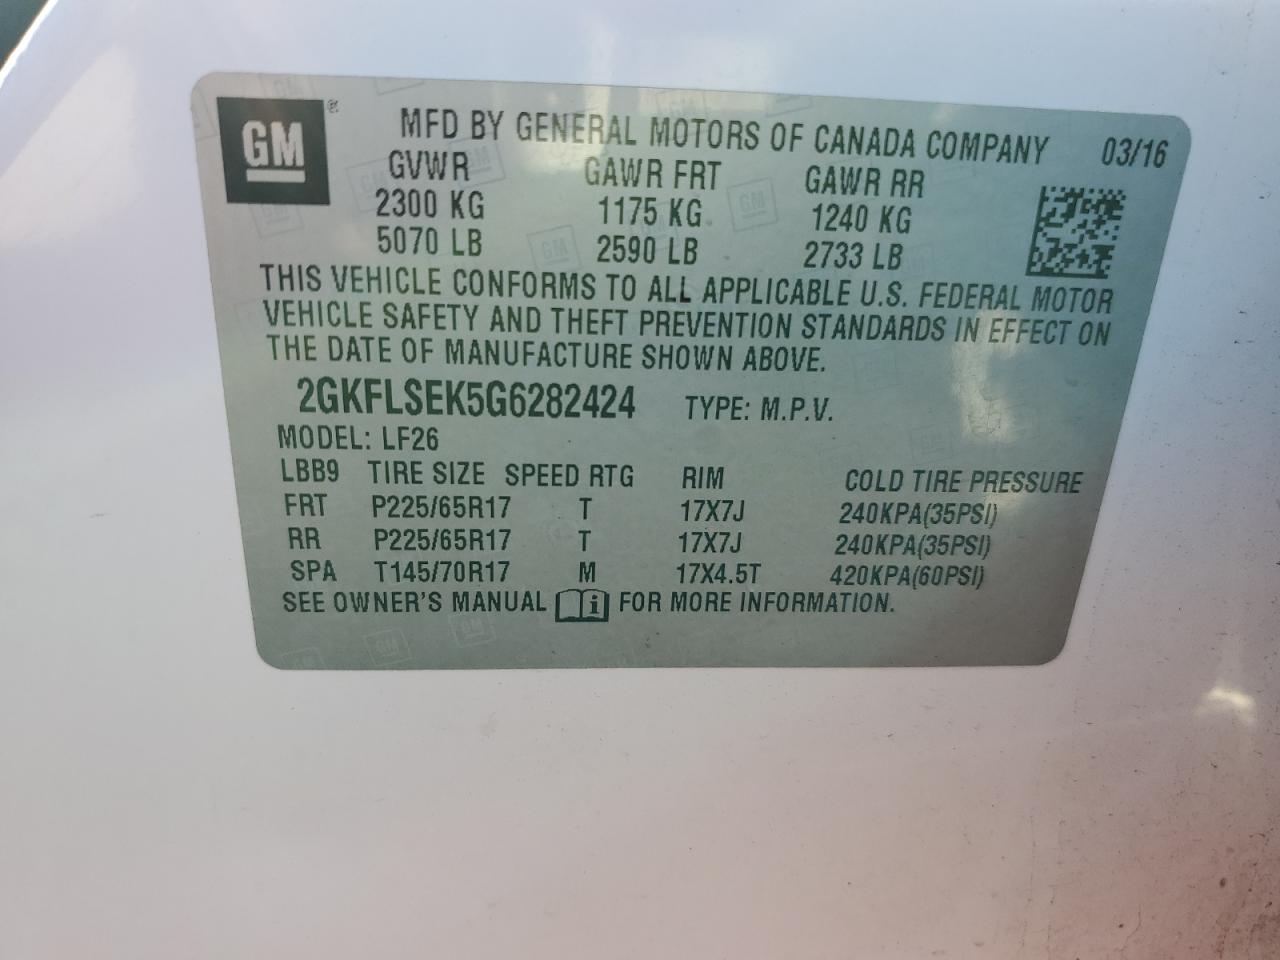 GM ®
MFD BY GENERAL MOTORS OF CANADA COMPANY 03/16
GVWR GAWR FRT GAWR RR
2300 KG 1175 KG 1240 KG
5070 LB 2590 LB 2733 LB
THIS VEHICLE CONFORMS TO ALL APPLICABLE U.S. FEDERAL MOTOR
VEHICLE SAFETY AND THEFT PREVENTION STANDARDS IN EFFECT ON
THE DATE OF MANUFACTURE SHOWN ABOVE.
2GKFLSEK5G6282424 TYPE: M.P.V.
MODEL: LF26
LBB9 TIRE SIZE SPEED RTG RIM COLD TIRE PRESSURE
FRT P225/65R17 T 17X7J 240KPA(35PSI)
RR P225/65R17 T 17X7J 240KPA(35PSI)
SPA T145/70R17 M 17X4.5T 420KPA(60PSI)
SEE OWNER'S MANUAL i FOR MORE INFORMATION.